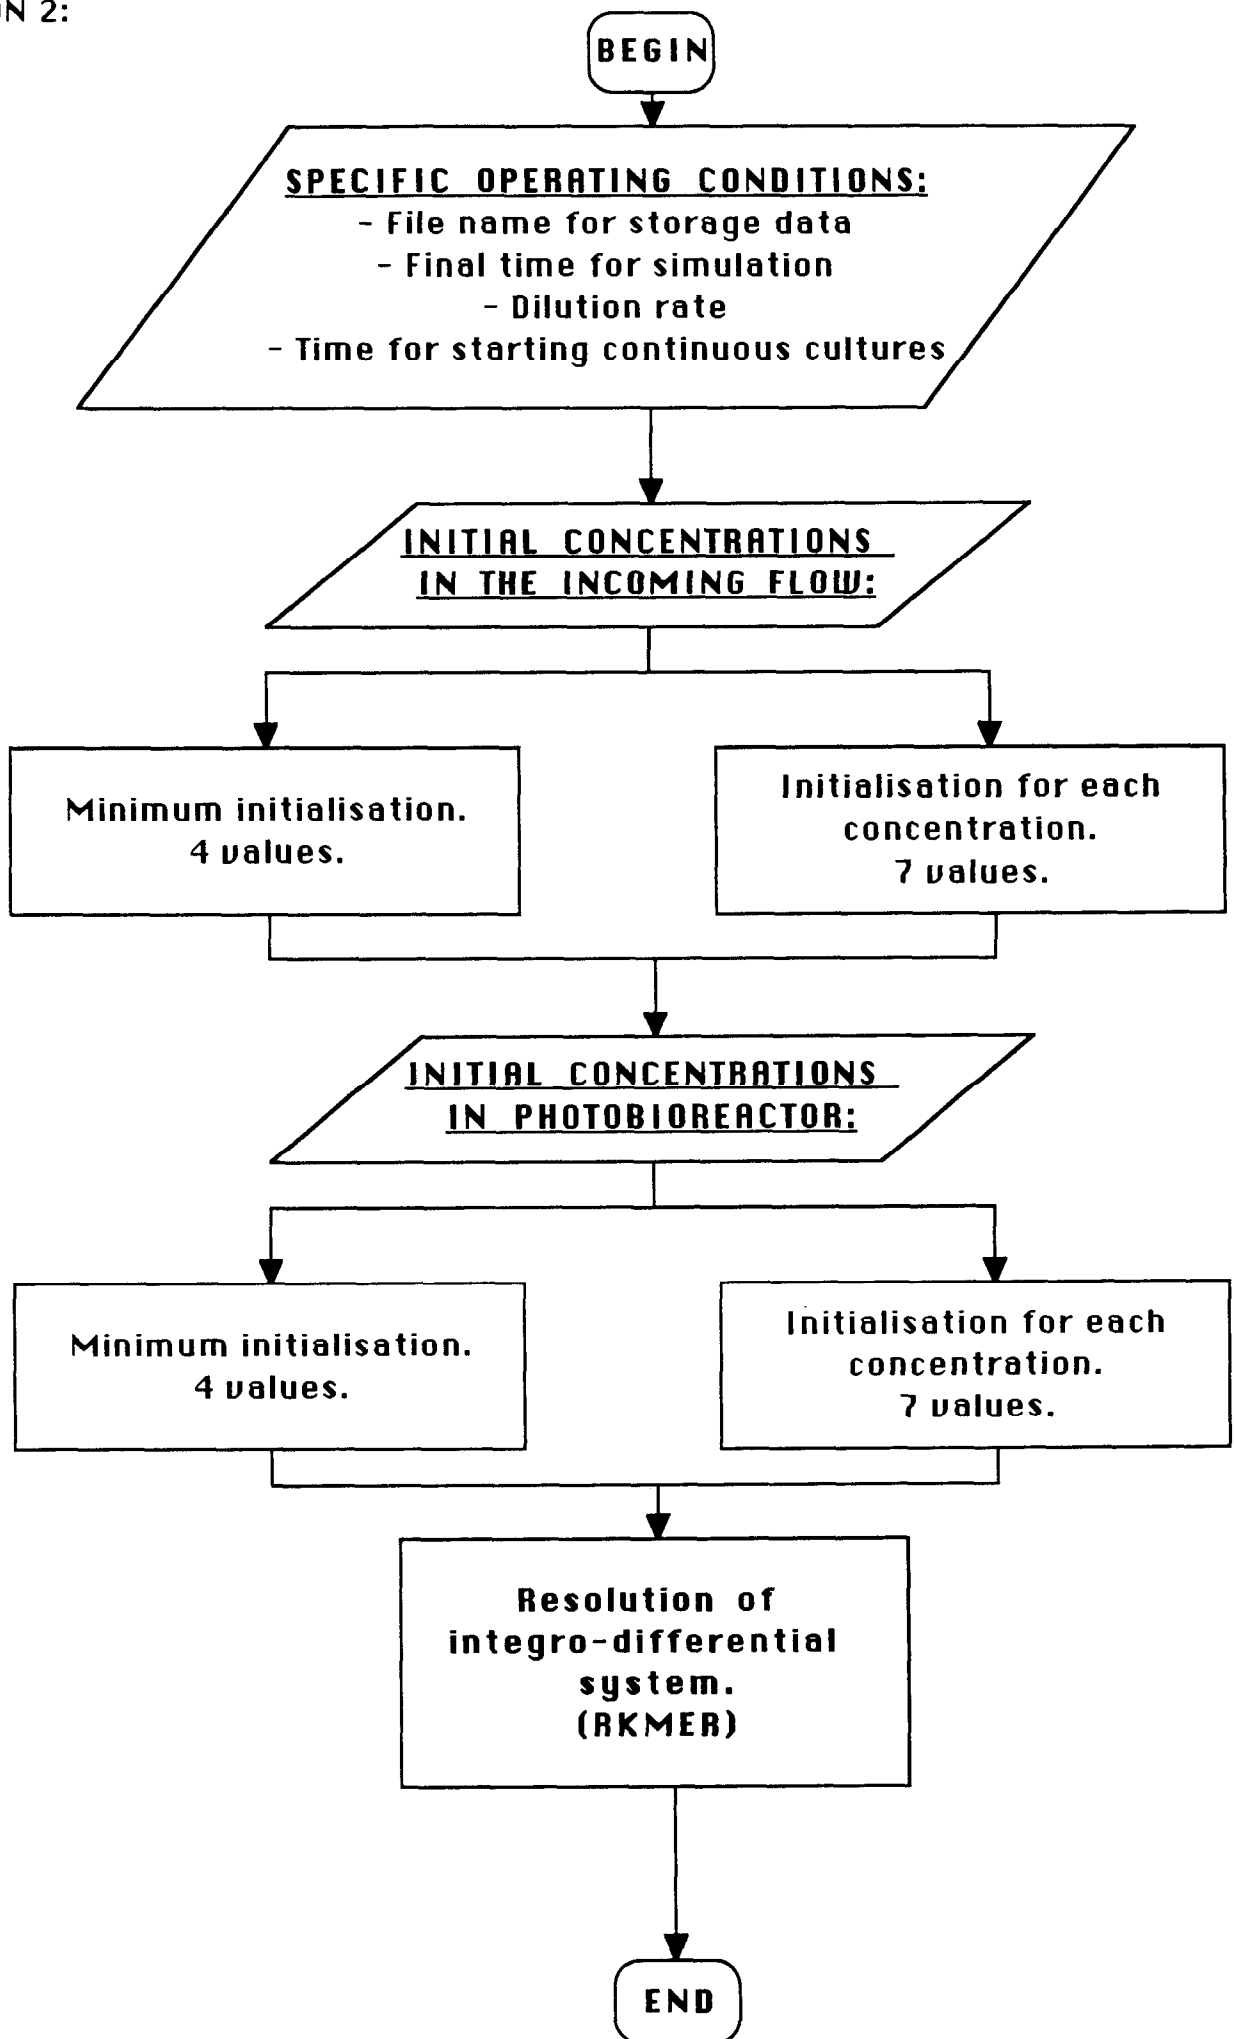 N 2:
BEGIN
SPECIFIC OPERATING CONDITIONS:
- File name for storage data
- Final time for simulation
- Dilution rate
- Time for starting continuous cultures
INITIAL CONCENTRATIONS
IN THE INCOMING FLOW:
Minimum initialisation.
4 values.
Initialisation for each
concentration.
7 values.
INITIAL CONCENTRATIONS
IN PHOTOBIOREACTOR:
Minimum initialisation.
4 values.
Initialisation for each
concentration.
7 values.
Resolution of
integro-differential
system.
(RKMER)
END